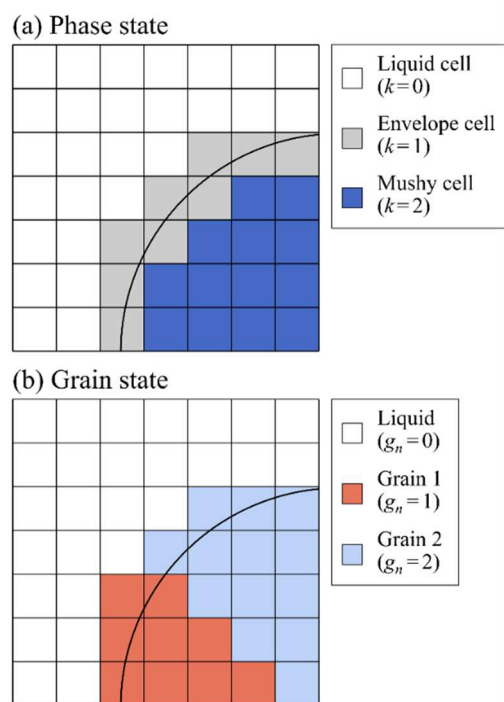 (a) Phase state
Liquid cell
(k=0)
Envelope cell
(k=1)
Mushy cell
(k=2)
(b) Grain state
Liquid
(gₙ=0)
Grain 1
(gₙ=1)
Grain 2
(gₙ=2)